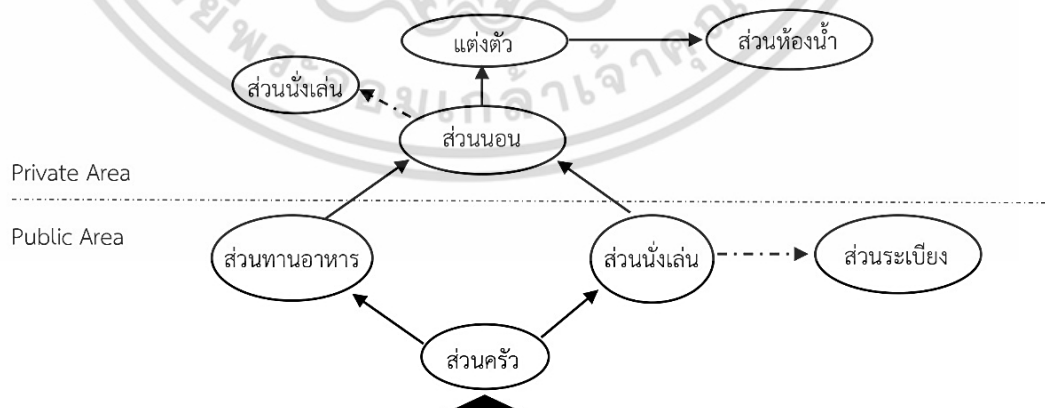 แต่งตัว
ส่วนห้องน้ำ
ส่วนนั่งเล่น
ส่วนนอน
Private Area
Public Area
ส่วนทานอาหาร
ส่วนนั่งเล่น
ส่วนระเบียง
ส่วนครัว